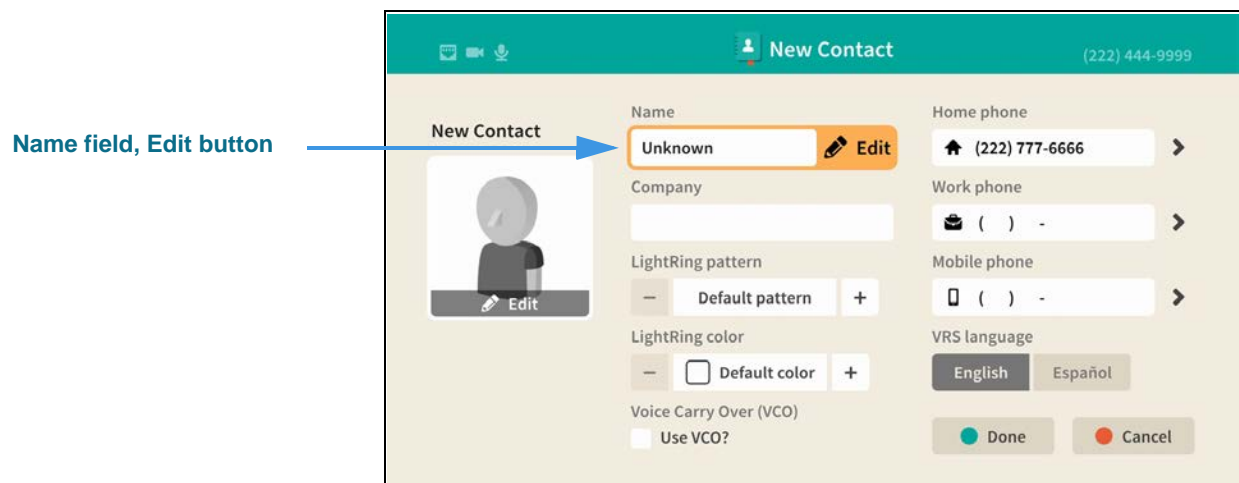 New Contact
(222) 444-9999
Name field, Edit button
New Contact
Edit
Name
Unknown
Edit
Company
LightRing pattern
− Default pattern +
LightRing color
− Default color +
Voice Carry Over (VCO)
Use VCO?
Home phone
(222) 777-6666
Work phone
( ) -
Mobile phone
( ) -
VRS language
English Español
Done Cancel